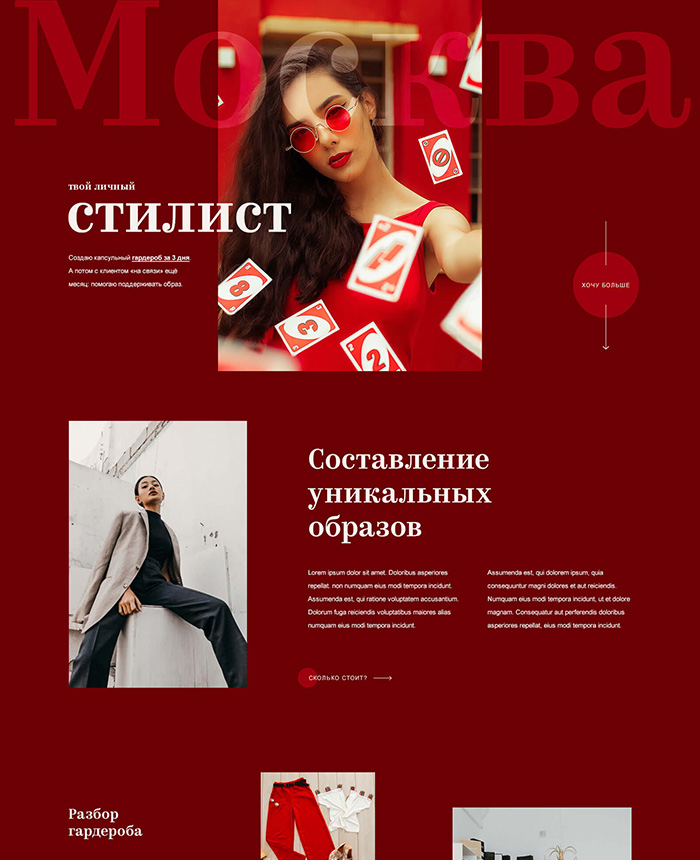 Москва
твой личный
стилист
Создаю капсульный гардероб за 3 дня.
А потом с клиентом «на связи» ещё
месяц: помогаю поддерживать образ.
ХОЧУ БОЛЬШЕ
8
3
2
Составление
уникальных
образов
Lorem ipsum dolor sit amet. Doloribus asperiores
repellat. non numquam eius modi tempora incidunt.
Assumenda est, qui ratione voluptatem accusantium.
Dolorum fuga reiciendis voluptatibus maiores alias
numquam eius modi tempora incidunt.
Assumenda est, qui dolorem ipsum, quia
consequuntur magni dolores et aut reiciendis.
Numquam eius modi tempora incidunt, ut et dolore
magnam. Consequatur aut perferendis doloribus
asperiores repellat, eius modi tempora incidunt.
СКОЛЬКО СТОИТ?
Разбор
гардероба